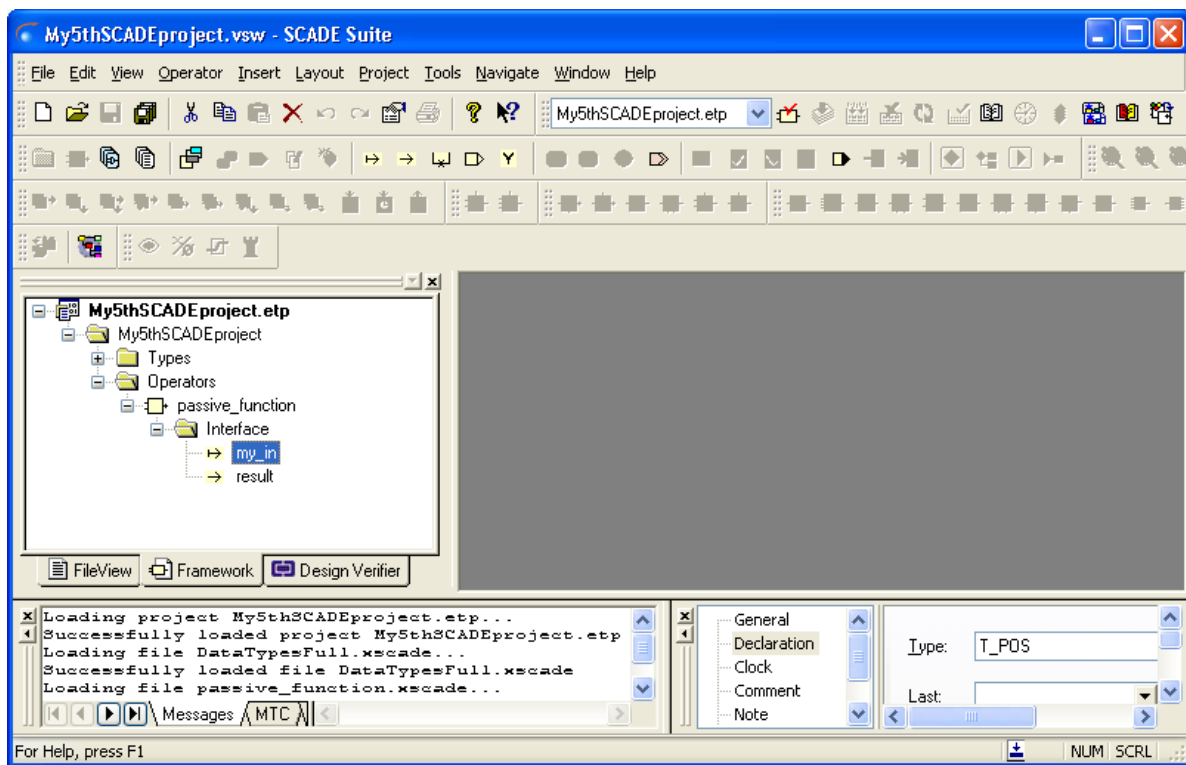 My5thSCADEproject.vsw - SCADE Suite
File Edit View Operator Insert Layout Project Tools Navigate Window Help
My5thSCADEproject.etp
My5thSCADEproject.etp
My5thSCADEproject
Types
Operators
passive_function
Interface
my_in
result
FileView Framework Design Verifier
Loading project My5thSCADEproject.etp...
Successfully loaded project My5thSCADEproject.etp
Loading file DataTypesFull.xscade...
Successfully loaded file DataTypesFull.xscade
Loading file passive_function.xscade...
Messages MTC
General
Declaration
Clock
Comment
Note
Type: T_POS
Last:
For Help, press F1
NUM SCRL